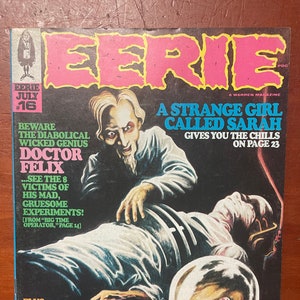 EERIE
EERIE
JULY
16
A WARREN MAGAZINE
A STRANGE GIRL
CALLED SARAH
GIVES YOU THE CHILLS
ON PAGE 23
BEWARE
THE DIABOLICAL
WICKED GENIUS
DOCTOR
FELIX
...SEE THE 8
VICTIMS OF
HIS MAD,
GRUESOME
EXPERIMENTS!
[FROM "BIG TIME
OPERATOR," PAGE 14]